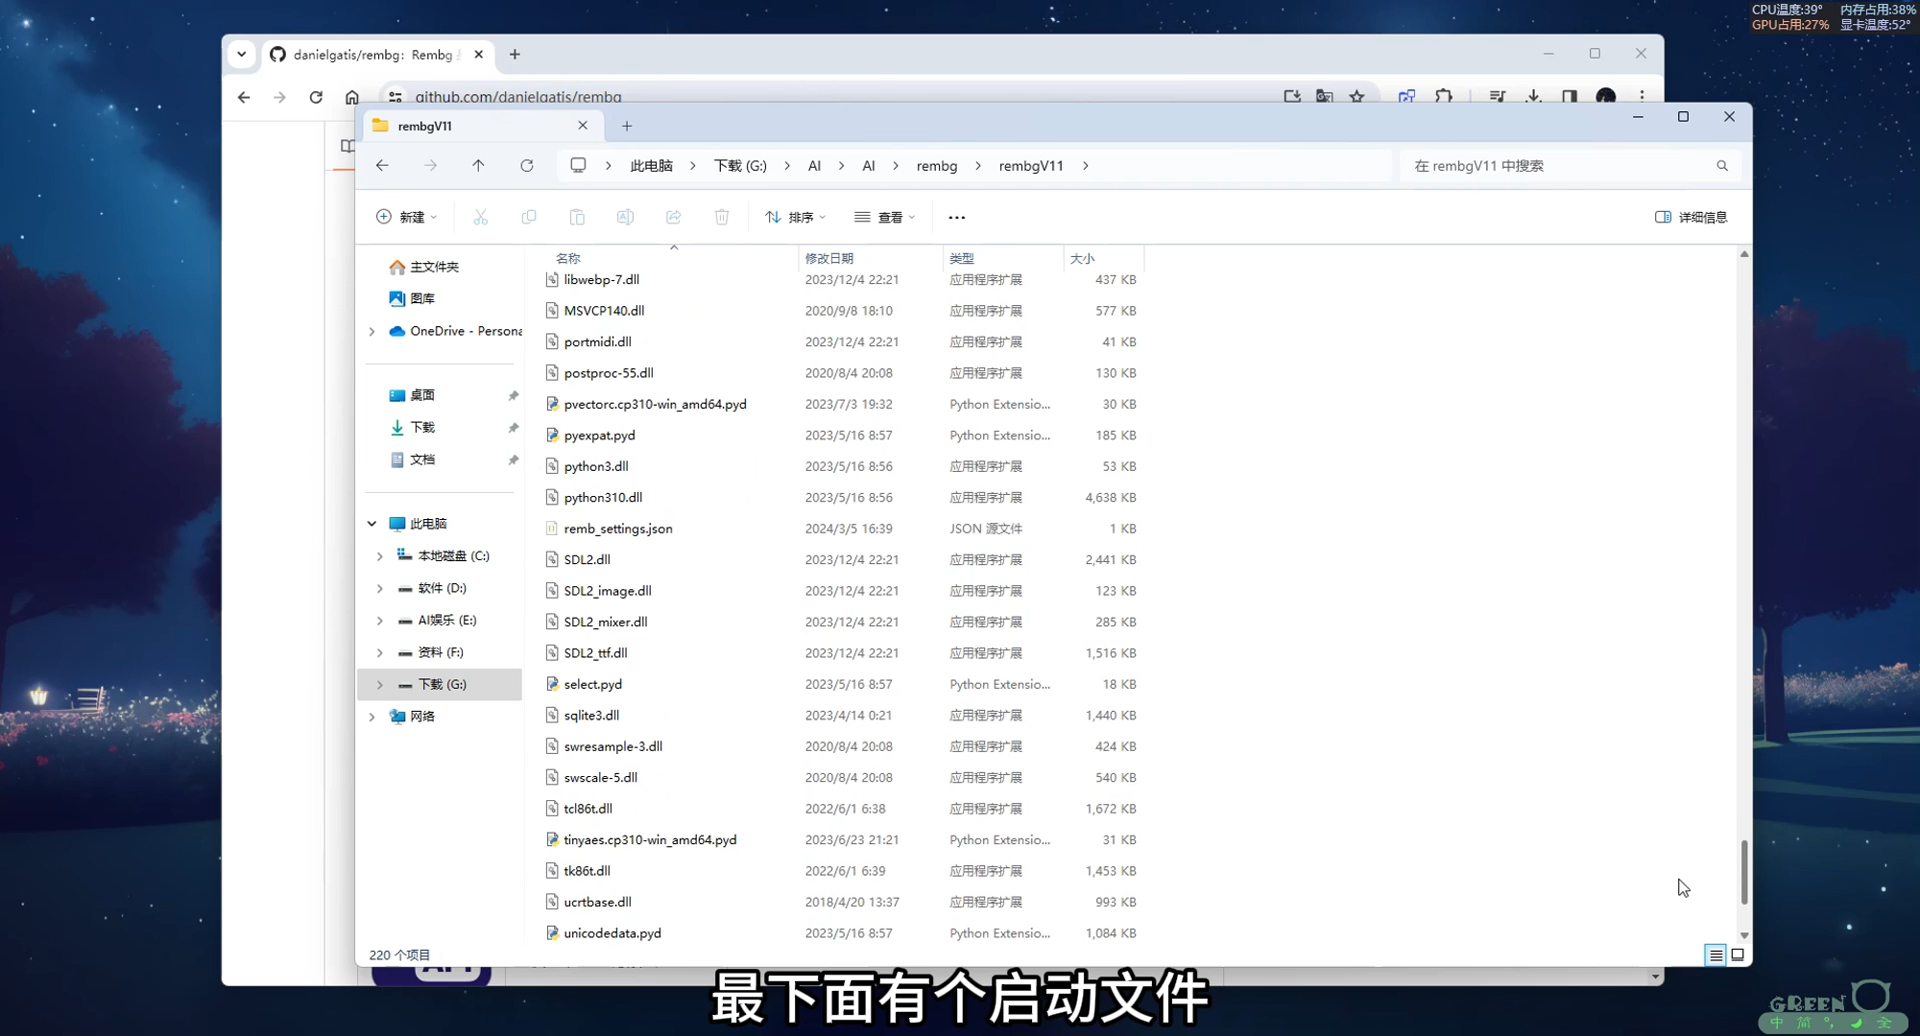 CPU温度:39° 内存占用:38%
GPU占用:27% 显卡温度:52°
danielgatis/rembg: Rembg
github.com/danielgatis/rembg
rembgV11
此电脑 下载 (G:) AI AI rembg rembgV11
在 rembgV11 中搜索
新建 排序 查看 ... 详细信息
名称 修改日期 类型 大小
主文件夹
图库
OneDrive - Persona
桌面
下载
文档
此电脑
本地磁盘 (C:)
软件 (D:)
AI娱乐 (E:)
资料 (F:)
下载 (G:)
网络
libwebp-7.dll 2023/12/4 22:21 应用程序扩展 437 KB
MSVCP140.dll 2020/9/8 18:10 应用程序扩展 577 KB
portmidi.dll 2023/12/4 22:21 应用程序扩展 41 KB
postproc-55.dll 2020/8/4 20:08 应用程序扩展 130 KB
pvectorc.cp310-win_amd64.pyd 2023/7/3 19:32 Python Extensio... 30 KB
pyexpat.pyd 2023/5/16 8:57 Python Extensio... 185 KB
python3.dll 2023/5/16 8:56 应用程序扩展 53 KB
python310.dll 2023/5/16 8:56 应用程序扩展 4,638 KB
remb_settings.json 2024/3/5 16:39 JSON 源文件 1 KB
SDL2.dll 2023/12/4 22:21 应用程序扩展 2,441 KB
SDL2_image.dll 2023/12/4 22:21 应用程序扩展 123 KB
SDL2_mixer.dll 2023/12/4 22:21 应用程序扩展 285 KB
SDL2_ttf.dll 2023/12/4 22:21 应用程序扩展 1,516 KB
select.pyd 2023/5/16 8:57 Python Extensio... 18 KB
sqlite3.dll 2023/4/14 0:21 应用程序扩展 1,440 KB
swresample-3.dll 2020/8/4 20:08 应用程序扩展 424 KB
swscale-5.dll 2020/8/4 20:08 应用程序扩展 540 KB
tcl86t.dll 2022/6/1 6:38 应用程序扩展 1,672 KB
tinyaes.cp310-win_amd64.pyd 2023/6/23 21:21 Python Extensio... 31 KB
tk86t.dll 2022/6/1 6:39 应用程序扩展 1,453 KB
ucrtbase.dll 2018/4/20 13:37 应用程序扩展 993 KB
unicodedata.pyd 2023/5/16 8:57 Python Extensio... 1,084 KB
220 个项目
最下面有个启动文件
GREEN
中 简 °, 全